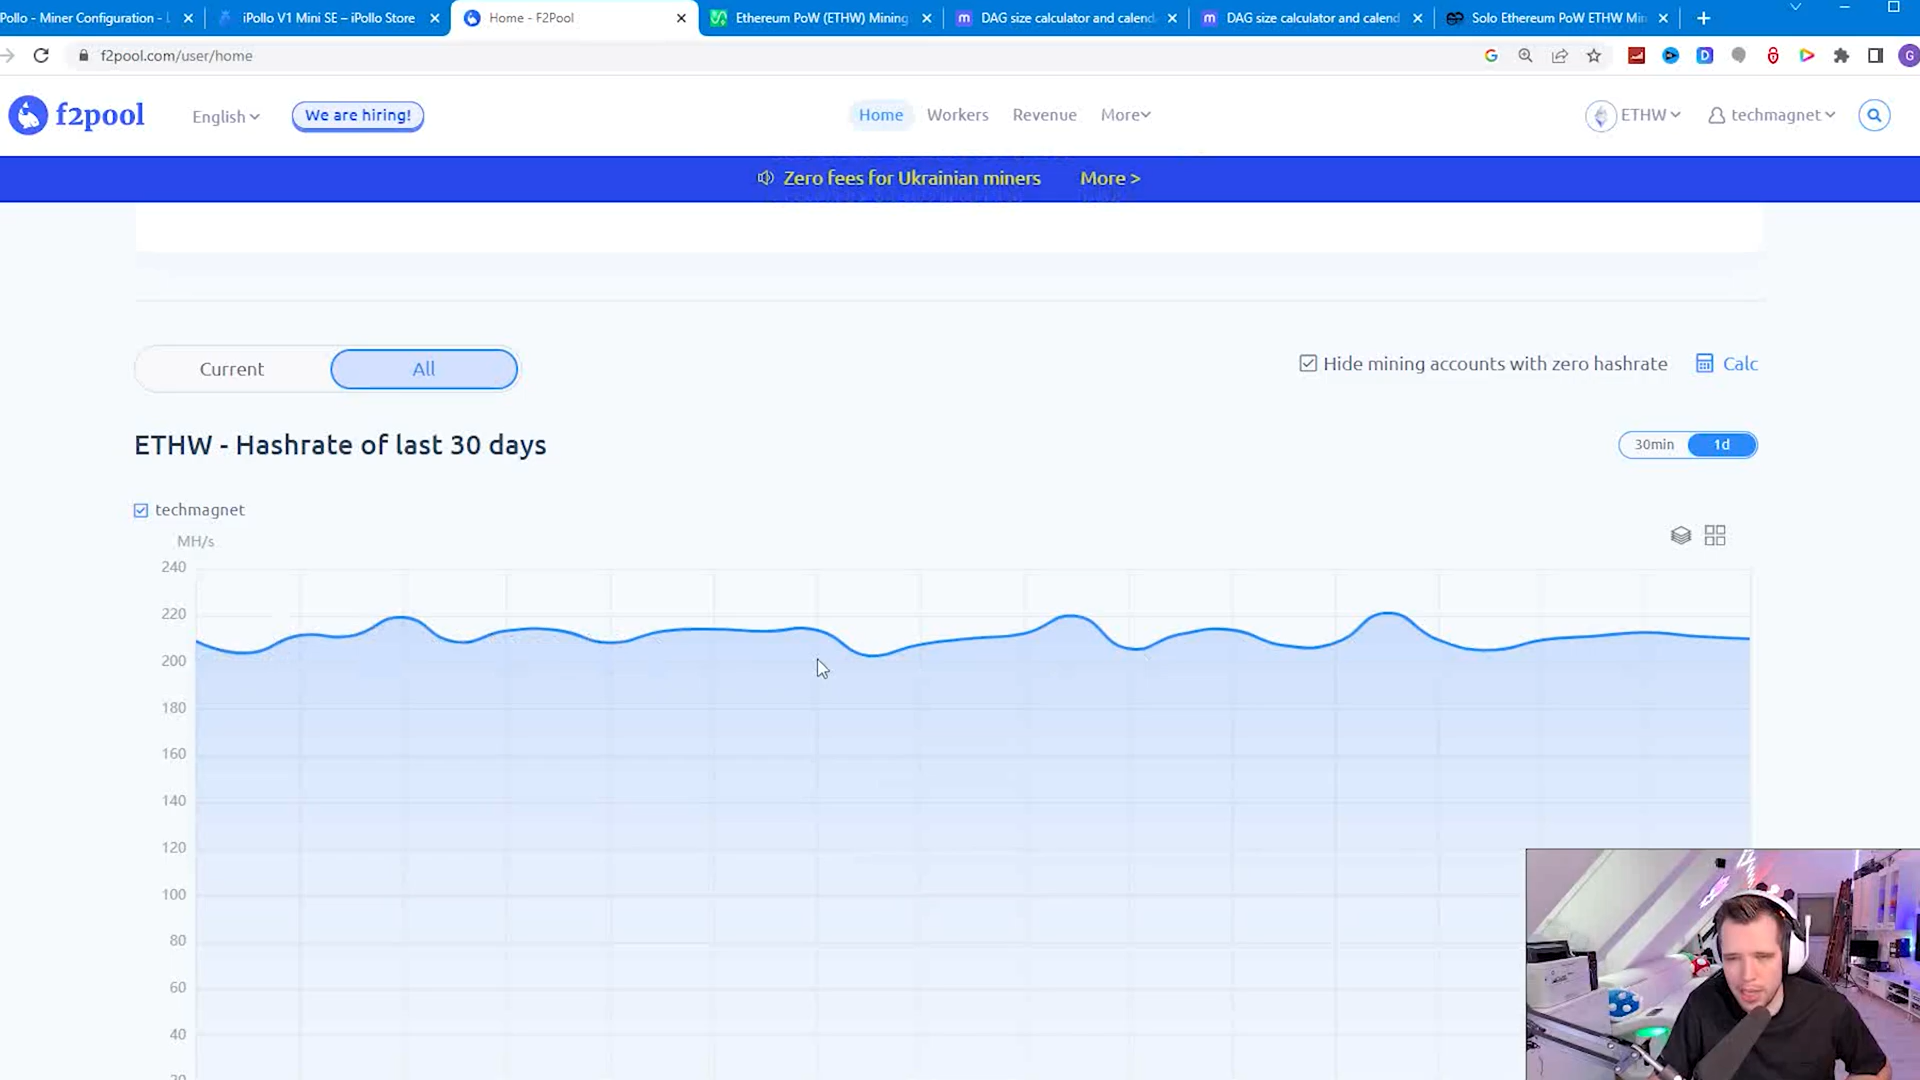 Pollo - Miner Configuration -
iPollo V1 Mini SE – iPollo Store
Home - F2Pool
Ethereum PoW (ETHW) Mining
DAG size calculator and calend
DAG size calculator and calend
Solo Ethereum PoW ETHW Min
f2pool.com/user/home
f2pool
English
We are hiring!
Home
Workers
Revenue
More
ETHW
techmagnet
Zero fees for Ukrainian miners
More >
Current
All
Hide mining accounts with zero hashrate
Calc
ETHW - Hashrate of last 30 days
30min
1d
techmagnet
MH/s
240
220
200
180
160
140
120
100
80
60
40
20